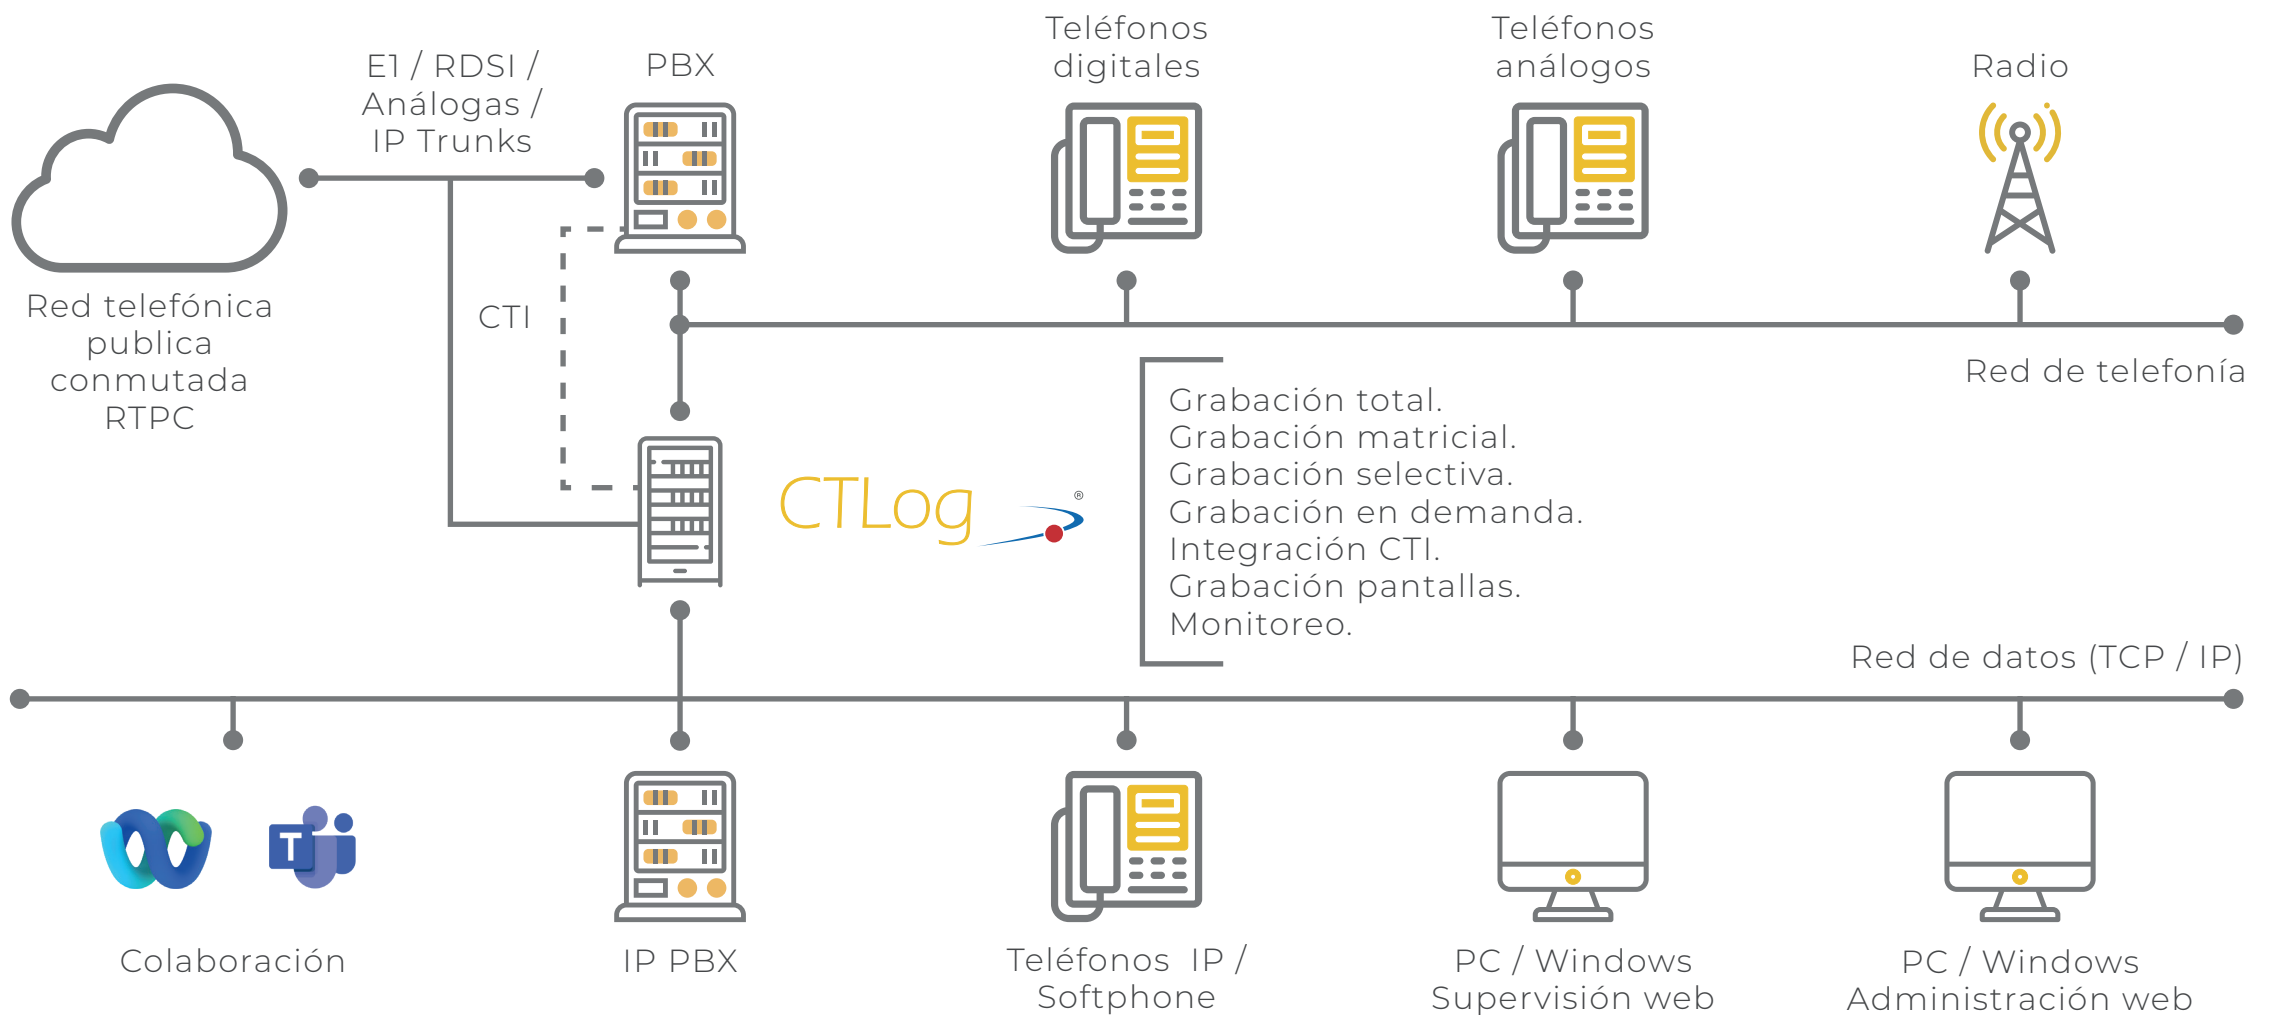 E1 / RDSI /
Análogas /
IP Trunks
PBX
Teléfonos
digitales
Teléfonos
análogos
Radio
Red telefónica
publica
conmutada
RTPC
CTI
Red de telefonía
CTLog ®
Grabación total.
Grabación matricial.
Grabación selectiva.
Grabación en demanda.
Integración CTI.
Grabación pantallas.
Monitoreo.
Red de datos (TCP / IP)
T
Colaboración
IP PBX
Teléfonos IP /
Softphone
PC / Windows
Supervisión web
PC / Windows
Administración web